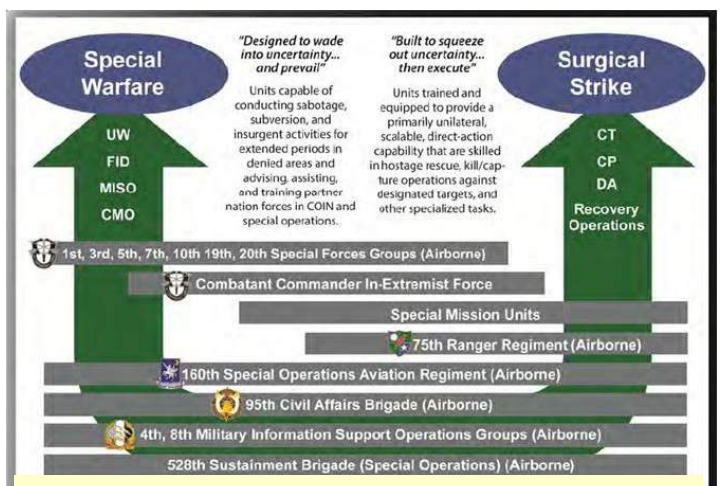 Special
Warfare
"Designed to wade
into uncertainty...
and prevail"
Units capable of
conducting sabotage,
subversion, and
insurgent activities for
extended periods in
denied areas and
advising, assisting,
and training partner
nation forces in COIN and
special operations.
"Built to squeeze
out uncertainty...
then execute"
Units trained and
equipped to provide a
primarily unilateral,
scalable, direct-action
capability that are skilled
in hostage rescue, kill/cap-
ture operations against
designated targets, and
other specialized tasks.
Surgical
Strike
UW
FID
MISO
CMO
CT
CP
DA
Recovery
Operations
1st, 3rd, 5th, 7th, 10th 19th, 20th Special Forces Groups (Airborne)
Combatant Commander In-Extremist Force
Special Mission Units
75th Ranger Regiment (Airborne)
160th Special Operations Aviation Regiment (Airborne)
95th Civil Affairs Brigade (Airborne)
4th, 8th Military Information Support Operations Groups (Airborne)
528th Sustainment Brigade (Special Operations) (Airborne)